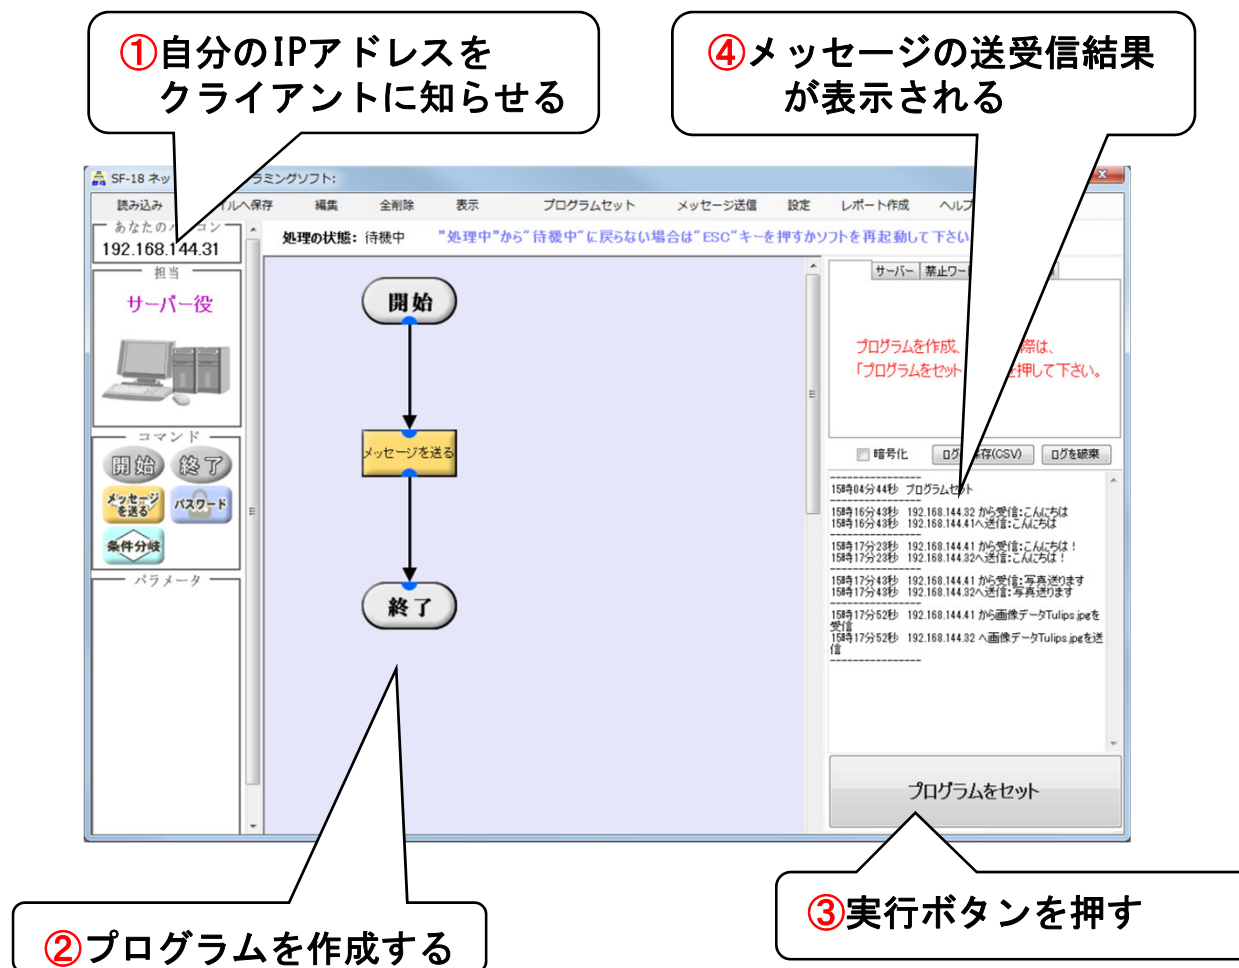 ①自分のIPアドレスを
クライアントに知らせる
④メッセージの送受信結果
が表示される
SF-18 ネッ ラミングソフト:
読み込み イルへ保存 編集 全削除 表示 プログラムセット メッセージ送信 設定 レポート作成 ヘルプ
あなたのパソコン
192.168.144.31
処理の状態: 待機中 ”処理中”から“待機中”に戻らない場合は“ESC”キーを押すかソフトを再起動して下さい
担当
サーバー役
コマンド
開始 終了
メッセージを送る パスワード
条件分岐
パラメータ
開始
メッセージを送る
終了
サーバー 禁止ワー
プログラムを作成、 際は、
「プログラムをセット を押して下さい。
暗号化 ログを保存(CSV) ログを破棄
--------------------
15時04分44秒 プログラムセット
--------------------
15時16分43秒 192.168.144.32 から受信:こんにちは
15時16分43秒 192.168.144.41へ送信:こんにちは
--------------------
15時17分23秒 192.168.144.41 から受信:こんにちは！
15時17分23秒 192.168.144.32へ送信:こんにちは！
--------------------
15時17分43秒 192.168.144.41 から受信:写真送ります
15時17分43秒 192.168.144.32へ送信:写真送ります
--------------------
15時17分52秒 192.168.144.41 から画像データTulips.jpgを
受信
15時17分52秒 192.168.144.32 へ画像データTulips.jpgを送
信
--------------------
プログラムをセット
②プログラムを作成する
③実行ボタンを押す